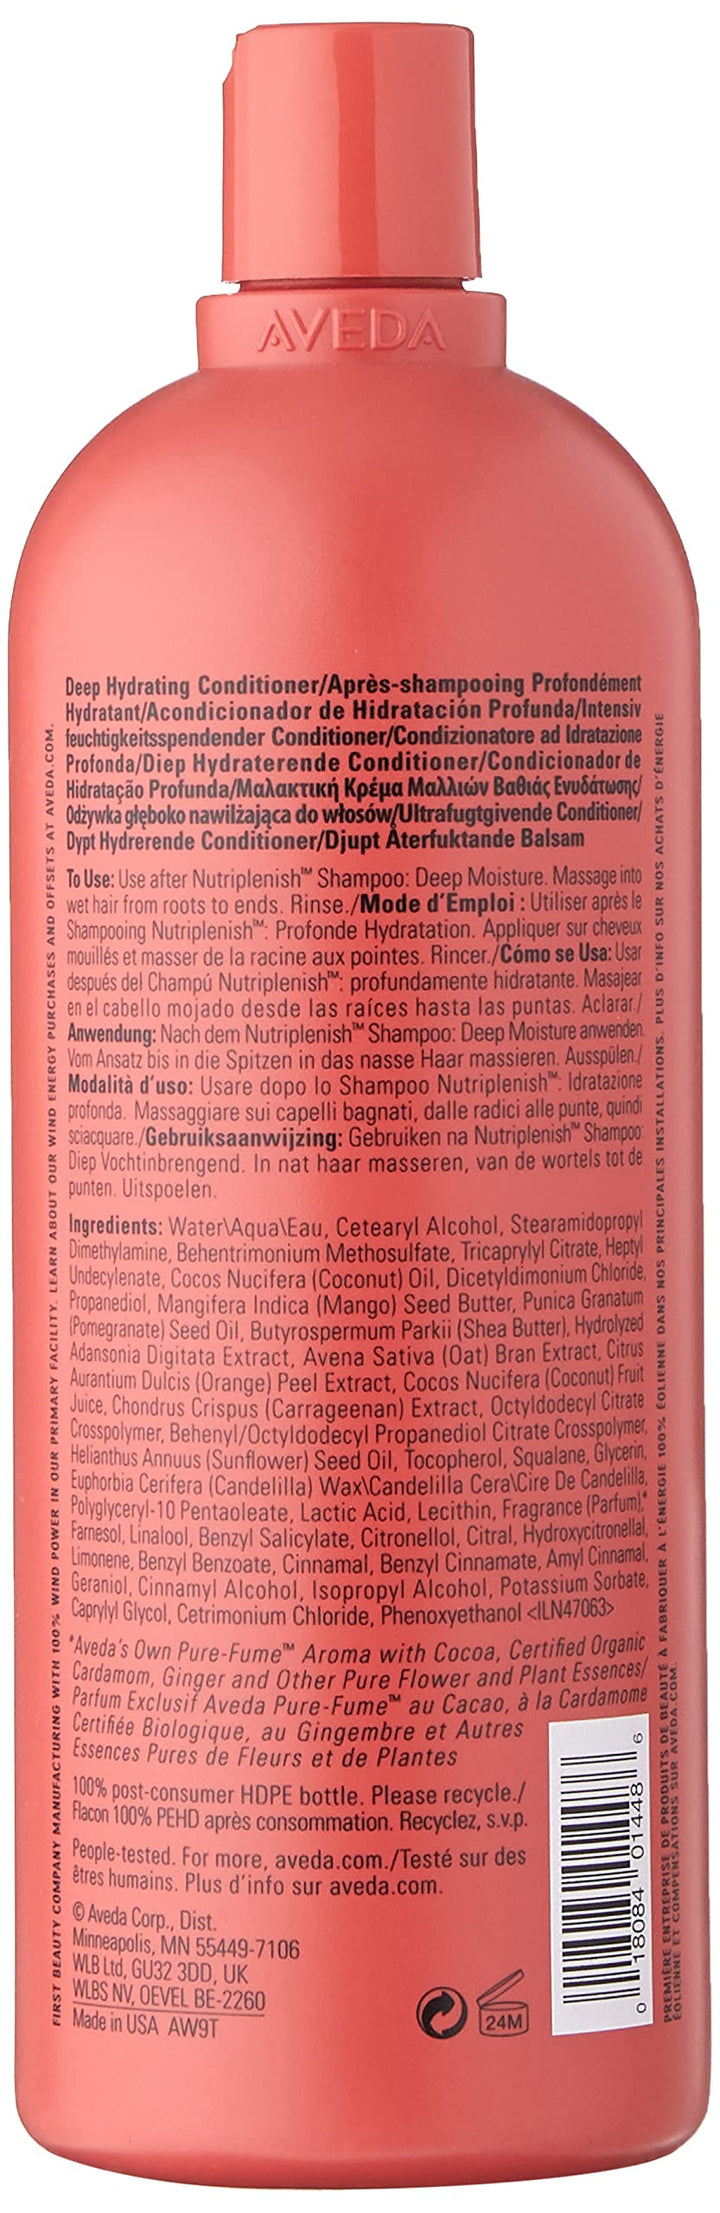 AVEDA
Deep Hydrating Conditioner/Après-shampooing Profondément
Hydratant/Acondicionador de Hidratación Profunda/Intensiv
feuchtigkeitsspendender Conditioner/Condizionatore ad Idratazione
Profonda/Diep Hydraterende Conditioner/Condicionador de
Hidratação Profunda/Μαλακτική Κρέμα Μαλλιών Βαθιάς Ενυδάτωσης/
Odżywka głęboko nawilżająca do włosów/Ultrafugtgivende Conditioner/
Dypt Hydrerende Conditioner/Djupt Återfuktande Balsam
To Use: Use after Nutriplenish™ Shampoo: Deep Moisture. Massage into
wet hair from roots to ends. Rinse./Mode d'Emploi : Utiliser après le
Shampooing Nutriplenish™: Profonde Hydratation. Appliquer sur cheveux
mouillés et masser de la racine aux pointes. Rincer./Cómo se Usa: Usar
después del Champú Nutriplenish™: profundamente hidratante. Masajear
en el cabello mojado desde las raíces hasta las puntas. Aclarar./
Anwendung: Nach dem Nutriplenish™ Shampoo: Deep Moisture anwenden.
Vom Ansatz bis in die Spitzen in das nasse Haar massieren. Ausspülen./
Modalità d'uso: Usare dopo lo Shampoo Nutriplenish™: Idratazione
profonda. Massaggiare sui capelli bagnati, dalle radici alle punte, quindi
sciacquare./Gebruiksaanwijzing: Gebruiken na Nutriplenish™ Shampoo:
Diep Vochtinbrengend. In nat haar masseren, van de wortels tot de
punten. Uitspoelen.
Ingredients: Water\Aqua\Eau, Cetearyl Alcohol, Stearamidopropyl
Dimethylamine, Behentrimonium Methosulfate, Tricaprylyl Citrate, Heptyl
Undecylenate, Cocos Nucifera (Coconut) Oil, Dicetyldimonium Chloride,
Propanediol, Mangifera Indica (Mango) Seed Butter, Punica Granatum
(Pomegranate) Seed Oil, Butyrospermum Parkii (Shea Butter), Hydrolyzed
Adansonia Digitata Extract, Avena Sativa (Oat) Bran Extract, Citrus
Aurantium Dulcis (Orange) Peel Extract, Cocos Nucifera (Coconut) Fruit
Juice, Chondrus Crispus (Carrageenan) Extract, Octyldodecyl Citrate
Crosspolymer, Behenyl/Octyldodecyl Propanediol Citrate Crosspolymer,
Helianthus Annuus (Sunflower) Seed Oil, Tocopherol, Squalane, Glycerin,
Euphorbia Cerifera (Candelilla) Wax\Candelilla Cera\Cire De Candelilla,
Polyglyceryl-10 Pentaoleate, Lactic Acid, Lecithin, Fragrance (Parfum),*
Farnesol, Linalool, Benzyl Salicylate, Citronellol, Citral, Hydroxycitronellal,
Limonene, Benzyl Benzoate, Cinnamal, Benzyl Cinnamate, Amyl Cinnamal,
Geraniol, Cinnamyl Alcohol, Isopropyl Alcohol, Potassium Sorbate,
Caprylyl Glycol, Cetrimonium Chloride, Phenoxyethanol <ILN47063>
*Aveda's Own Pure-Fume™ Aroma with Cocoa, Certified Organic
Cardamom, Ginger and Other Pure Flower and Plant Essences/
Parfum Exclusif Aveda Pure-Fume™ au Cacao, à la Cardamome
Certifiée Biologique, au Gingembre et Autres
Essences Pures de Fleurs et de Plantes
100% post-consumer HDPE bottle. Please recycle./
Flacon 100% PEHD après consommation. Recyclez, s.v.p.
People-tested. For more, aveda.com./Testé sur des
êtres humains. Plus d'info sur aveda.com.
© Aveda Corp., Dist.
Minneapolis, MN 55449-7106
WLB Ltd, GU32 3DD, UK
WLBS NV, OEVEL BE-2260
Made in USA AW9T
24M
0 18084 01448 6
FIRST BEAUTY COMPANY MANUFACTURING WITH 100% WIND POWER IN OUR PRIMARY FACILITY. LEARN ABOUT OUR WIND ENERGY PURCHASES AND OFFSETS AT AVEDA.COM.
PREMIÈRE ENTREPRISE DE PRODUITS DE BEAUTÉ À FABRIQUER À L'ÉNERGIE 100% ÉOLIENNE DANS NOS PRINCIPALES INSTALLATIONS. PLUS D'INFO SUR NOS ACHATS D'ÉNERGIE
ÉOLIENNE ET COMPENSATIONS SUR AVEDA.COM.